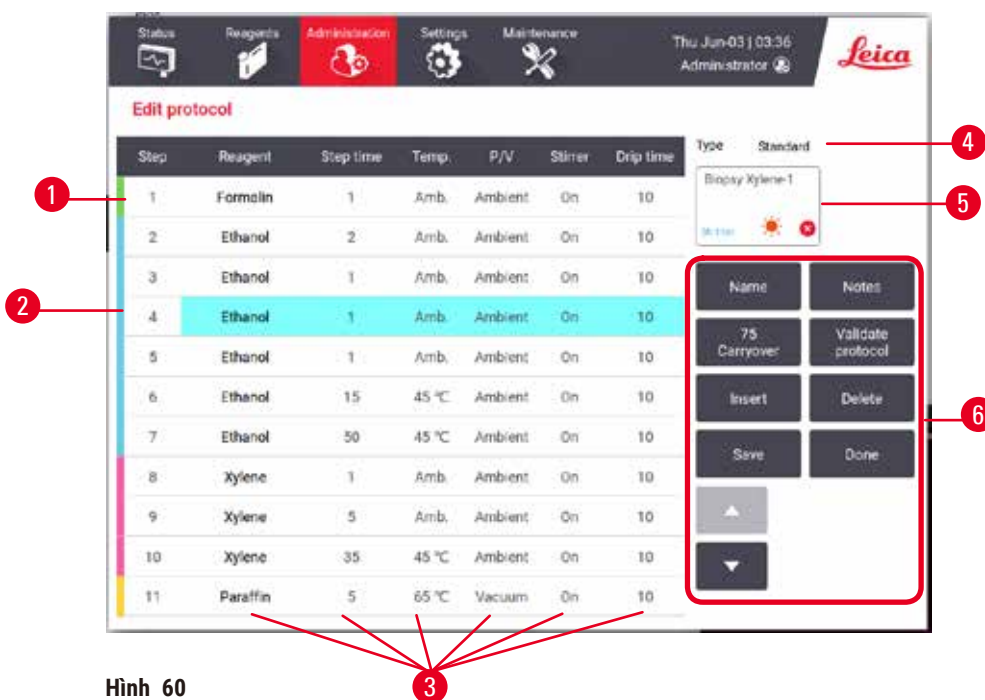 Status Reagents Administration Settings Maintenance
Thu Jun-03 | 03:36
Administrator
Leica
Edit protocol
Step Reagent Step time Temp. P/V Stirrer Drip time
1 Formalin 1 Amb. Ambient On 10
2 Ethanol 2 Amb. Ambient On 10
3 Ethanol 1 Amb. Ambient On 10
4 Ethanol 1 Amb. Ambient On 10
5 Ethanol 1 Amb. Ambient On 10
6 Ethanol 15 45 °C Ambient On 10
7 Ethanol 50 45 °C Ambient On 10
8 Xylene 1 Amb. Ambient On 10
9 Xylene 5 Amb. Ambient On 10
10 Xylene 35 45 °C Ambient On 10
11 Paraffin 5 65 °C Vacuum On 10
Type Standard
Biopsy Xylene-1
Name Notes
75 Carryover
Validate protocol
Insert Delete
Save Done
1
2
3
4
5
6
Hình 60